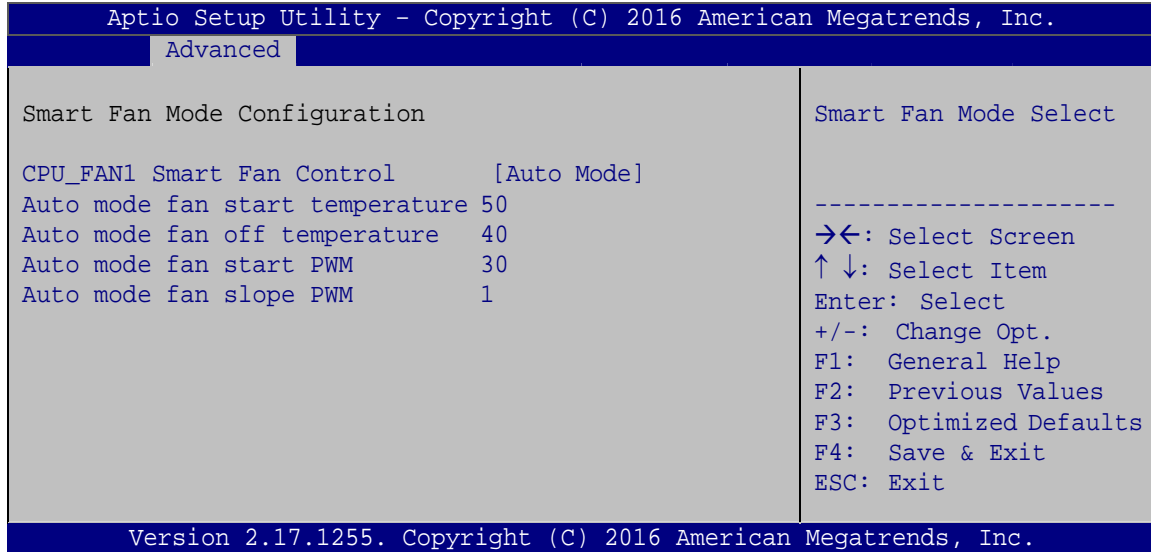 Aptio Setup Utility – Copyright (C) 2016 American Megatrends, Inc.
Advanced
Smart Fan Mode Configuration
CPU_FAN1 Smart Fan Control [Auto Mode]
Auto mode fan start temperature 50
Auto mode fan off temperature 40
Auto mode fan start PWM 30
Auto mode fan slope PWM 1
Smart Fan Mode Select
---------------------
→←: Select Screen
↑ ↓: Select Item
Enter: Select
+/-: Change Opt.
F1: General Help
F2: Previous Values
F3: Optimized Defaults
F4: Save & Exit
ESC: Exit
Version 2.17.1255. Copyright (C) 2016 American Megatrends, Inc.